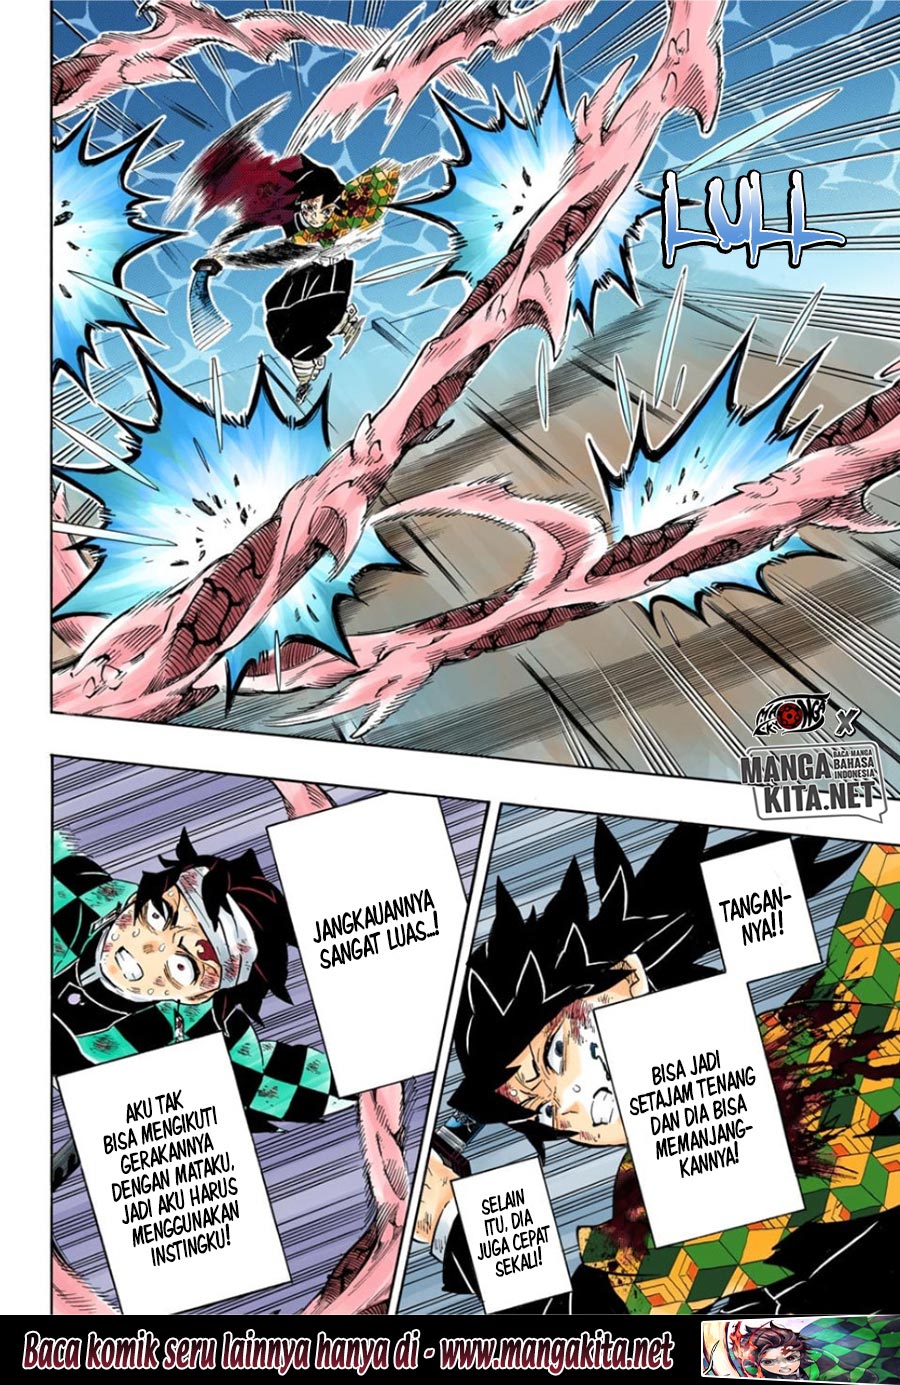 LULL
MANGAKU
X
MANGA
KITA.NET
BACA MANGA
BAHASA
INDONESIA
TANGAN-
NYA!!
BISA JADI
SETAJAM TENANG
DAN DIA BISA
MEMANJANG-
KANNYA!
SELAIN
ITU, DIA
JUGA CEPAT
SEKALI!
JANGKAUANNYA
SANGAT LUAS...!
AKU TAK
BISA MENGIKUTI
GERAKANNYA
DENGAN MATAKU,
JADI AKU HARUS
MENGGUNAKAN
INSTINGKU!
Baca komik seru lainnya hanya di - www.mangakita.net